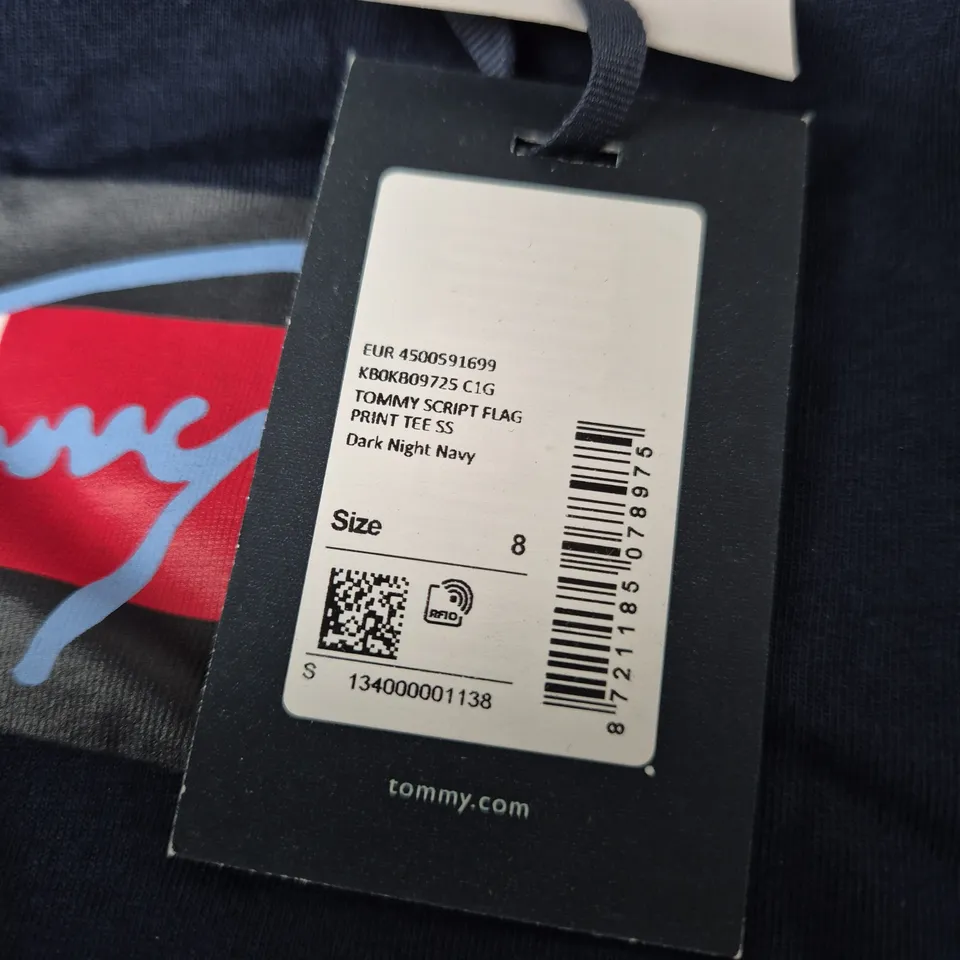 EUR 4500591699
KB0KB09725 C1G
TOMMY SCRIPT FLAG
PRINT TEE SS
Dark Night Navy
Size
8
RFID
S
134000001138
8721185078975
tommy.com